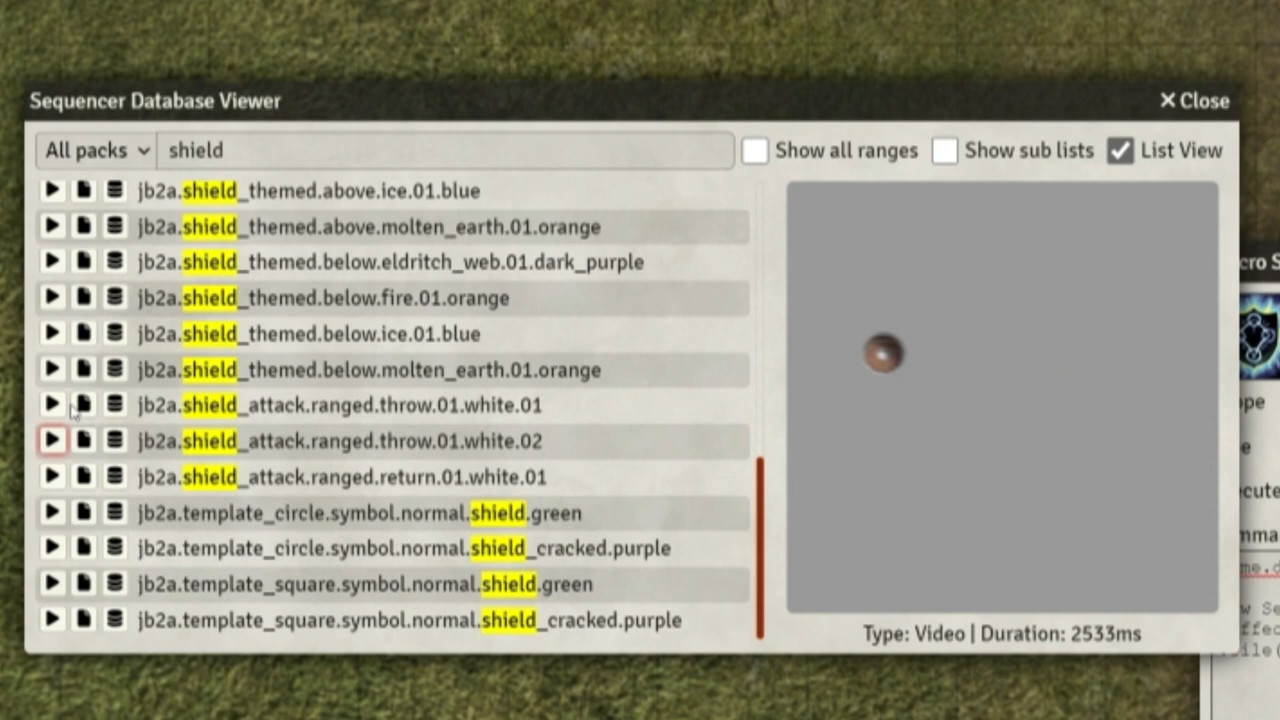 Sequencer Database Viewer
× Close
All packs
shield
Show all ranges
Show sub lists
List View
jb2a.shield_themed.above.ice.01.blue
jb2a.shield_themed.above.molten_earth.01.orange
jb2a.shield_themed.below.eldritch_web.01.dark_purple
jb2a.shield_themed.below.fire.01.orange
jb2a.shield_themed.below.ice.01.blue
jb2a.shield_themed.below.molten_earth.01.orange
jb2a.shield_attack.ranged.throw.01.white.01
jb2a.shield_attack.ranged.throw.01.white.02
jb2a.shield_attack.ranged.return.01.white.01
jb2a.template_circle.symbol.normal.shield.green
jb2a.template_circle.symbol.normal.shield_cracked.purple
jb2a.template_square.symbol.normal.shield.green
jb2a.template_square.symbol.normal.shield_cracked.purple
Type: Video | Duration: 2533ms